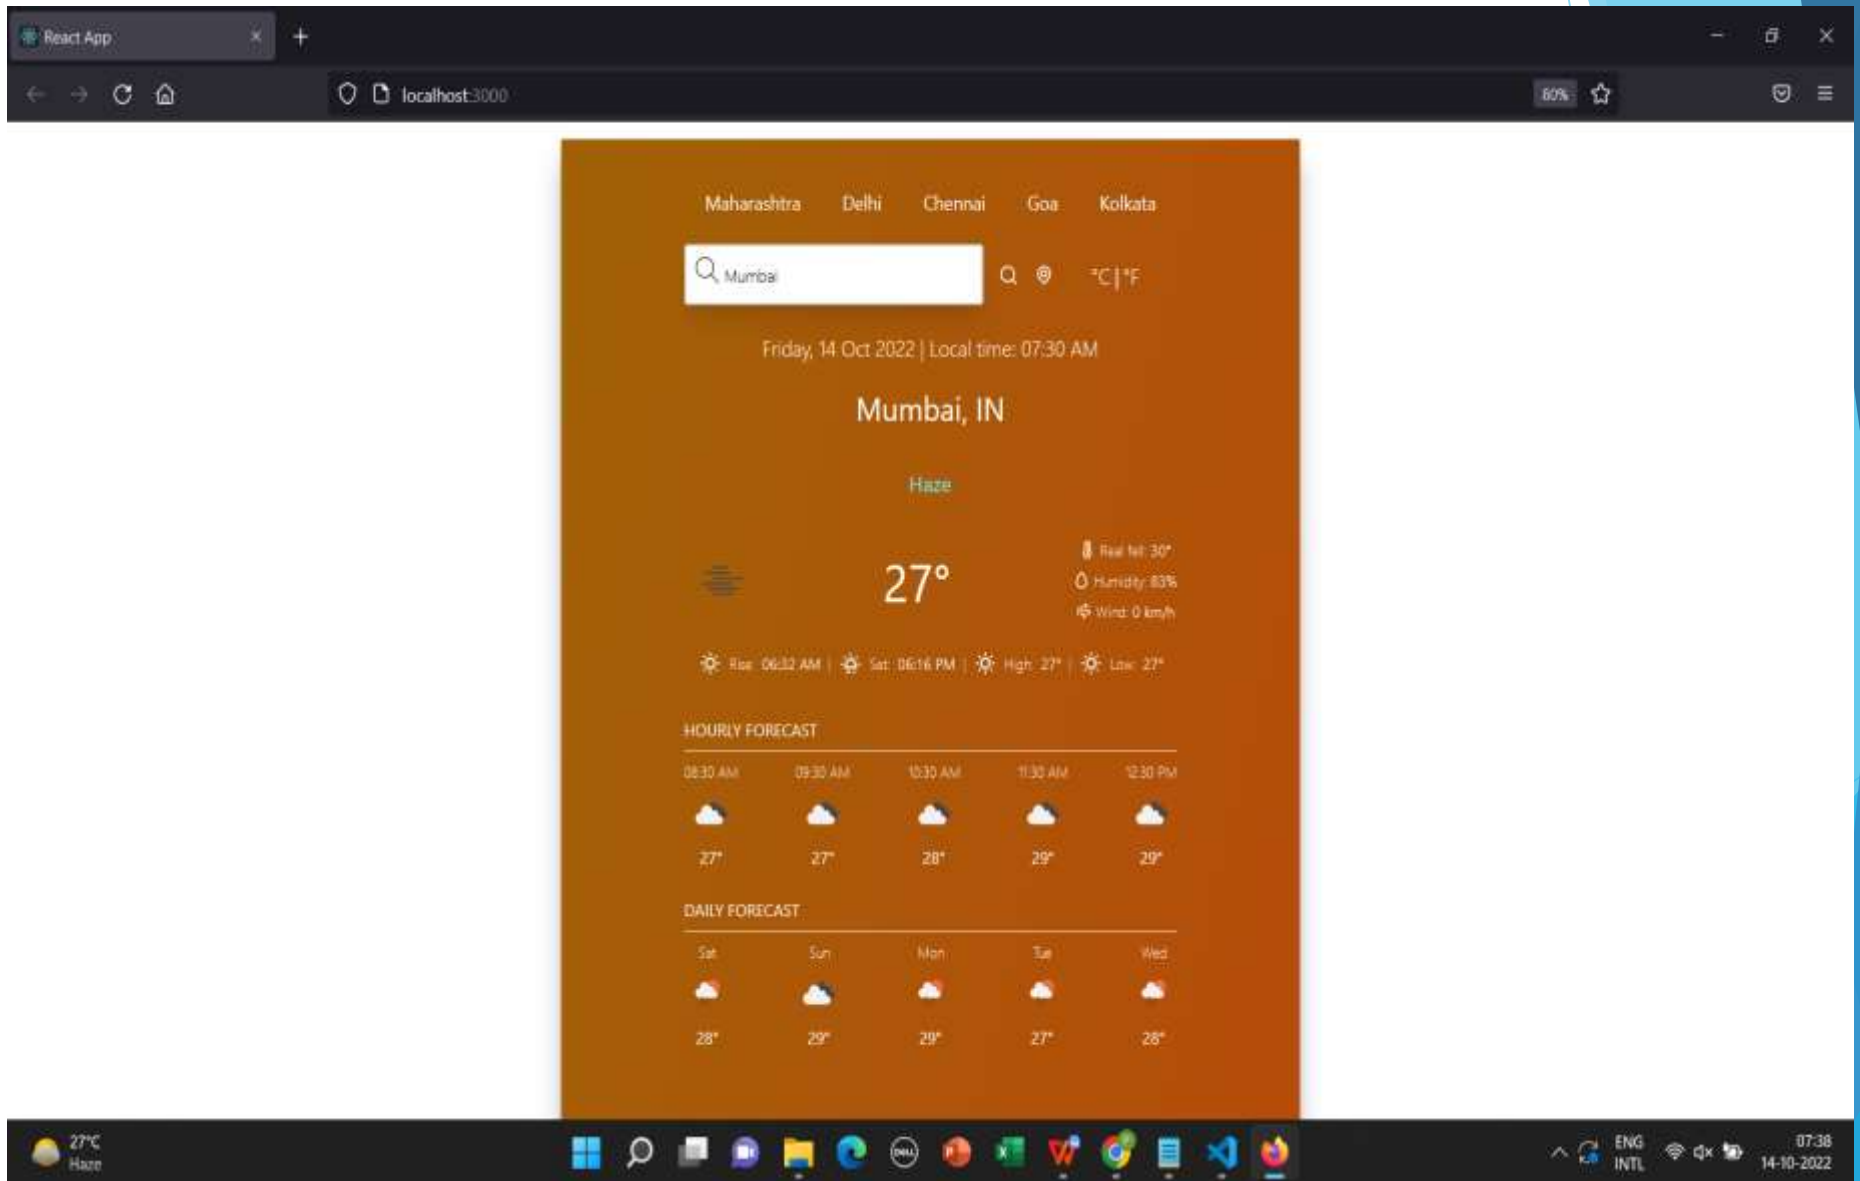 React App
localhost:3000
80%
Maharashtra Delhi Chennai Goa Kolkata
Mumbai
°C | °F
Friday, 14 Oct 2022 | Local time: 07:30 AM
Mumbai, IN
Haze
27°
Real fell: 30°
Humidity: 83%
Wind: 0 km/h
Rise: 06:32 AM | Set: 06:16 PM | High: 27° | Low: 27°
HOURLY FORECAST
08:30 AM 09:30 AM 10:30 AM 11:30 AM 12:30 PM
27° 27° 28° 29° 29°
DAILY FORECAST
Sat Sun Mon Tue Wed
28° 29° 29° 27° 28°
27°C
Haze
DELL
ENG
INTL
07:38
14-10-2022